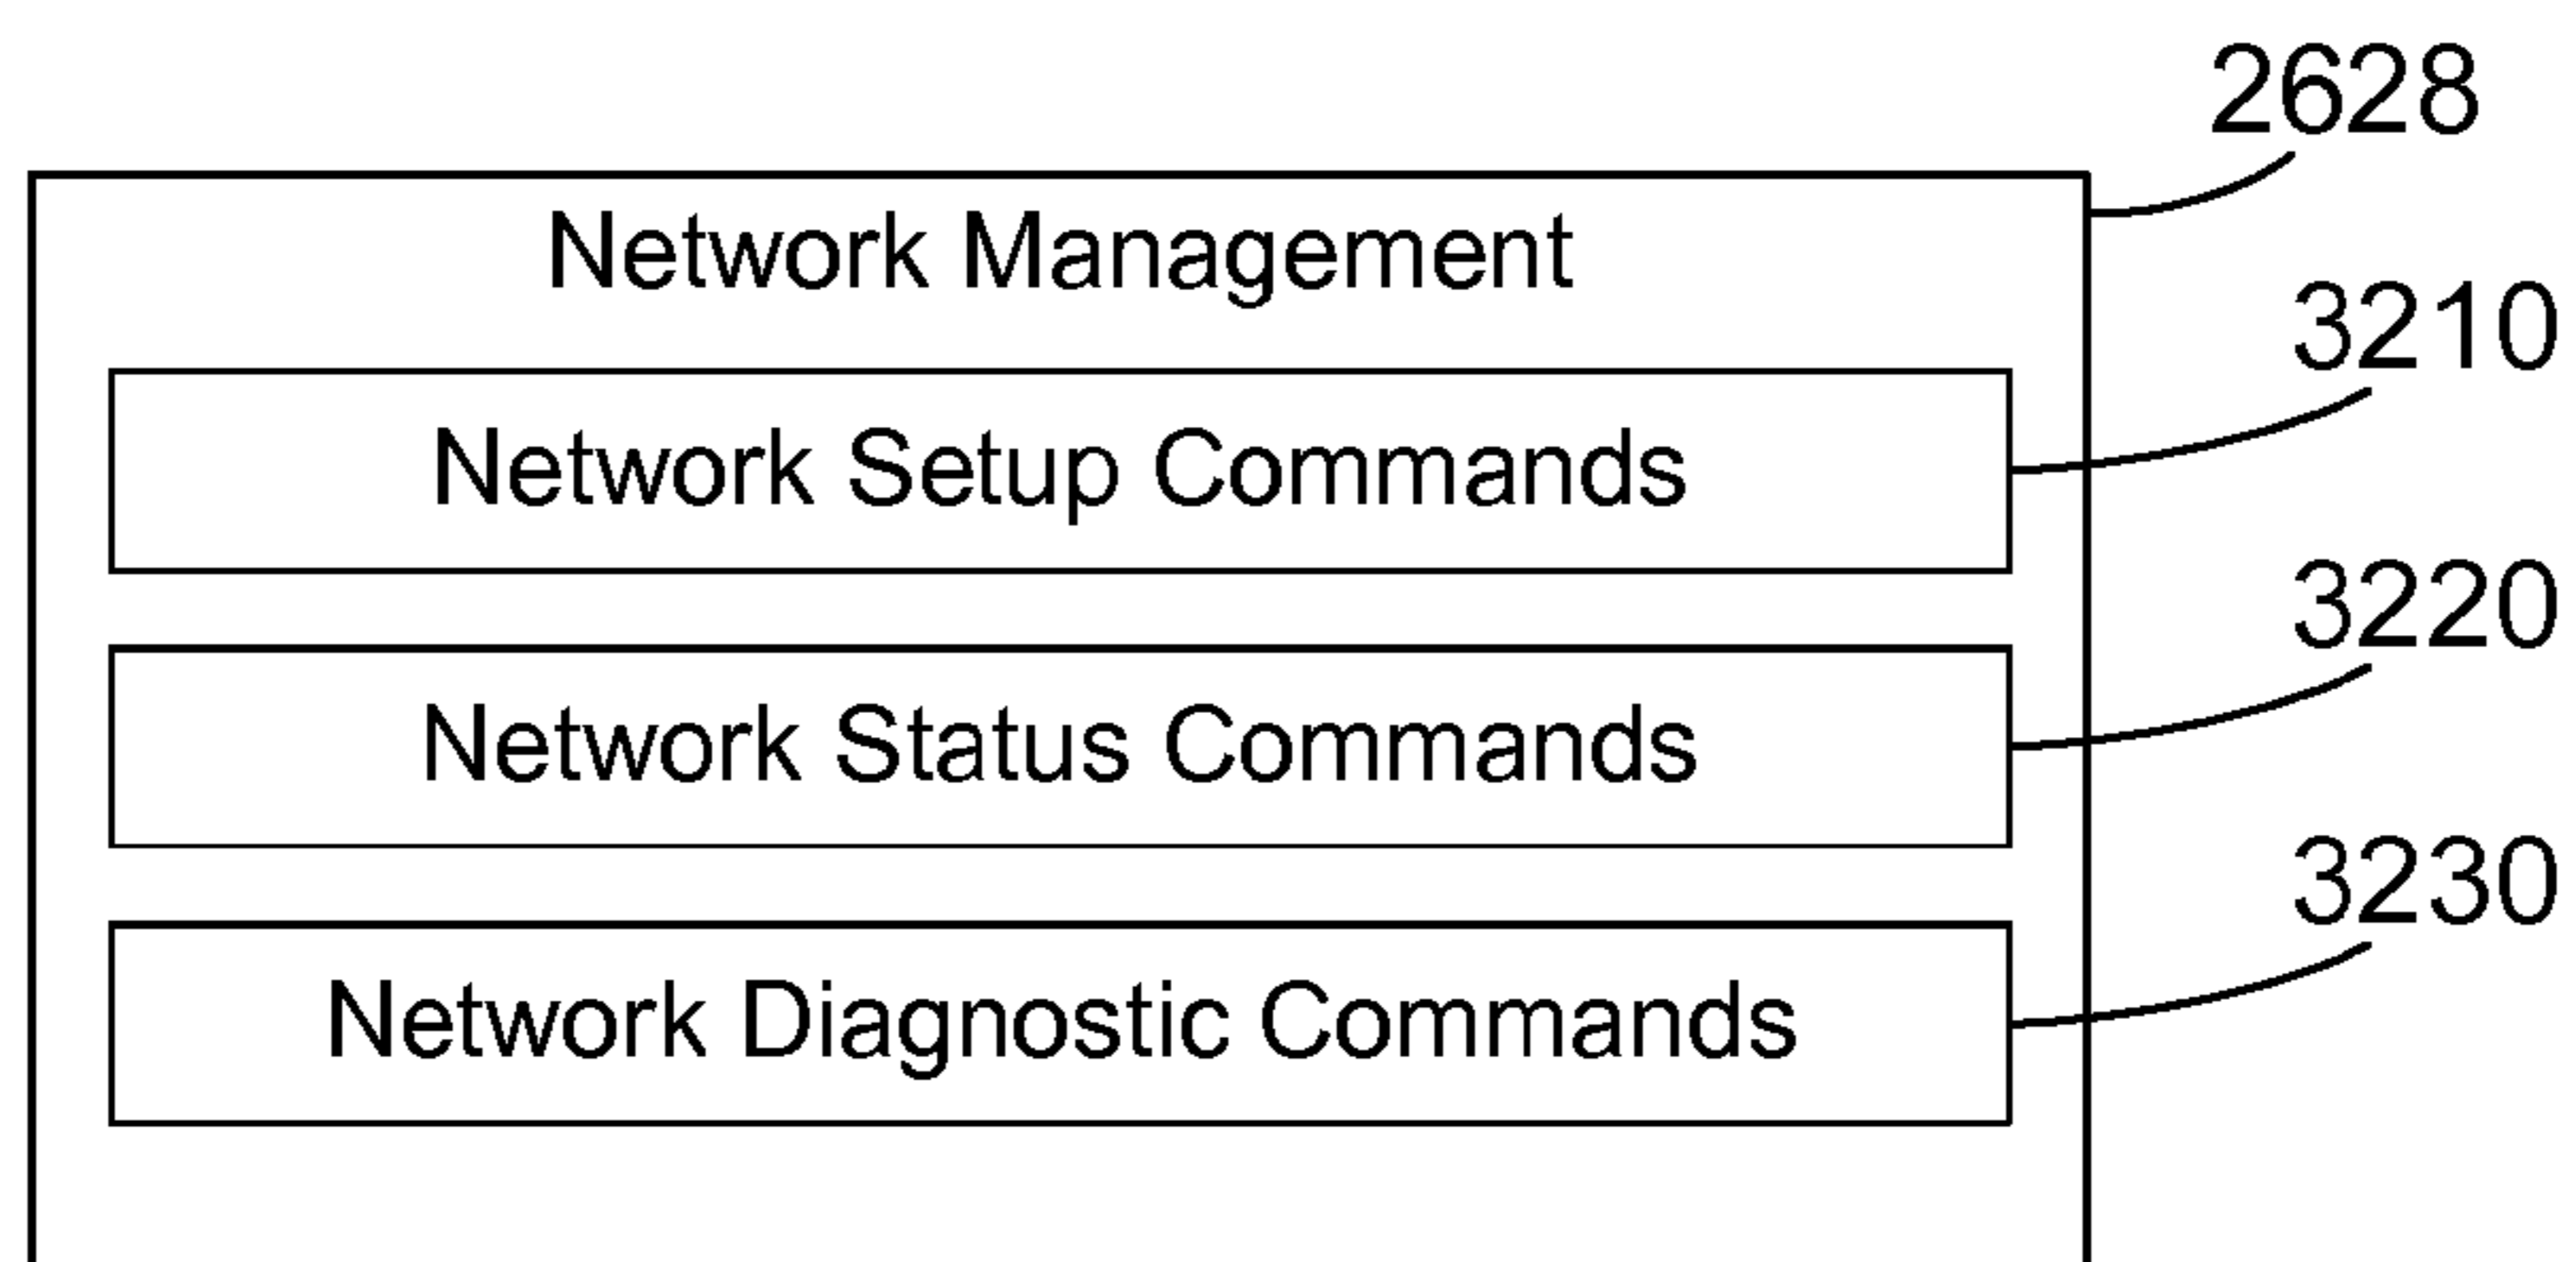 2628
Network Management
3210
Network Setup Commands
3220
Network Status Commands
3230
Network Diagnostic Commands